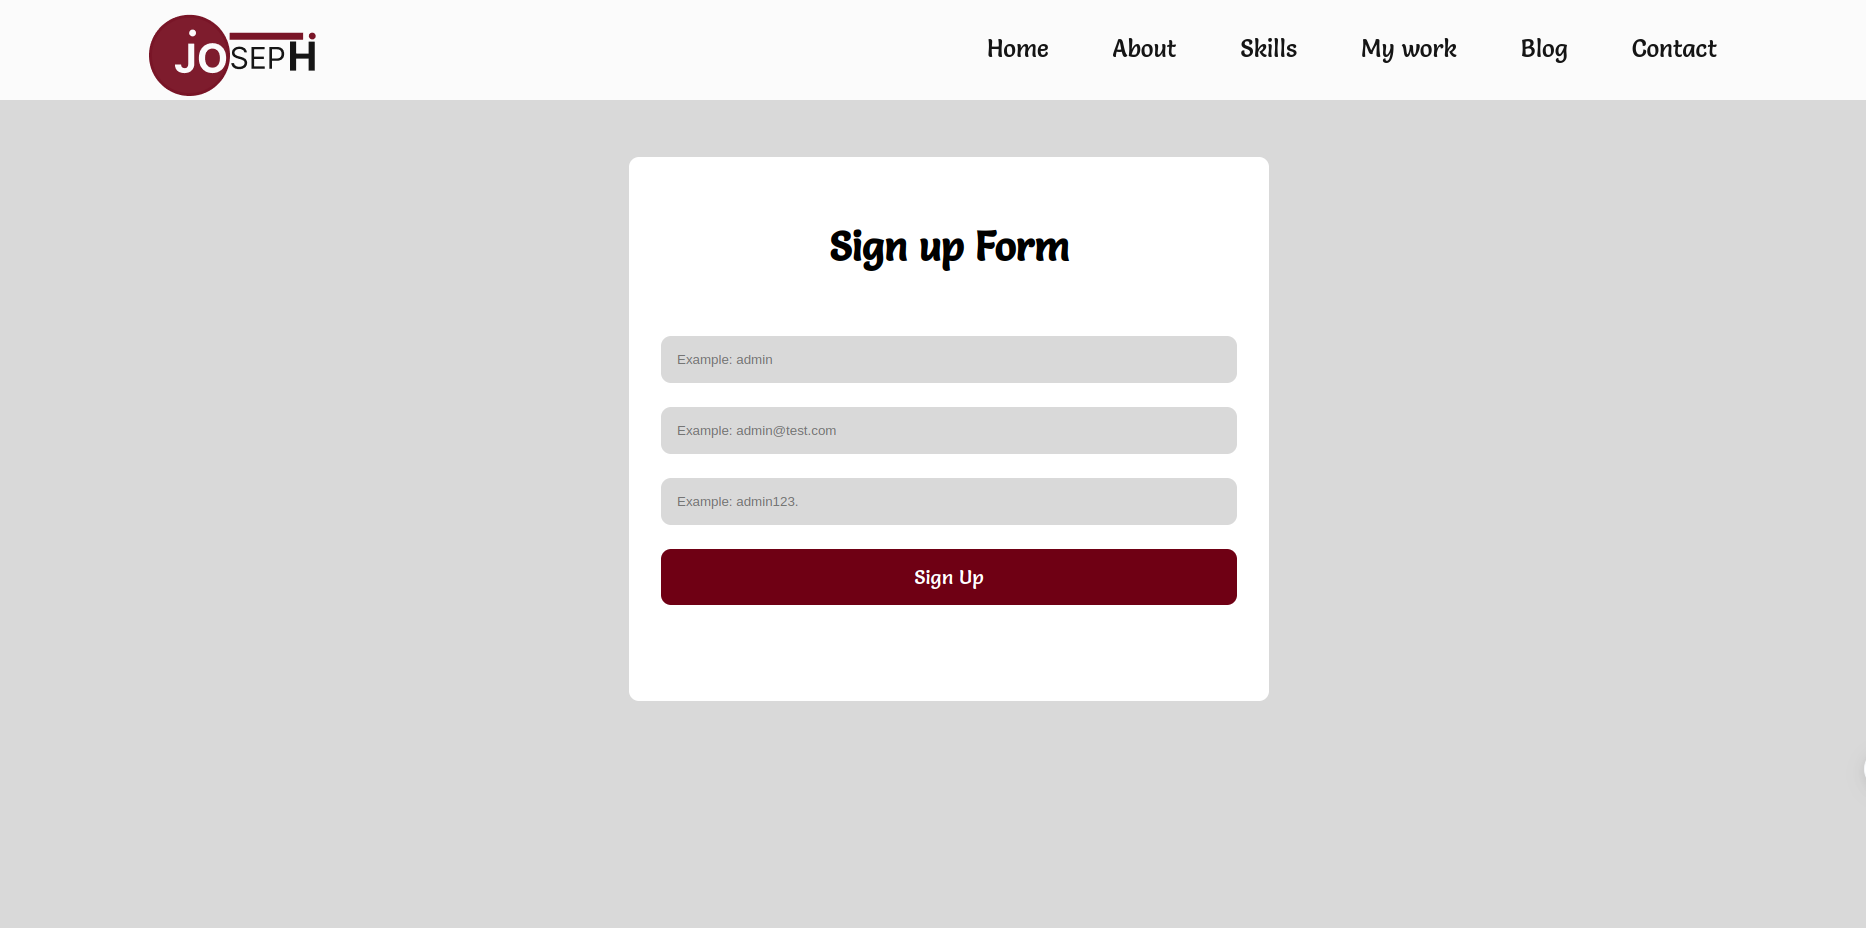 joSEPH
Home About Skills My work Blog Contact
Sign up Form
Example: admin
Example: admin@test.com
Example: admin123.
Sign Up